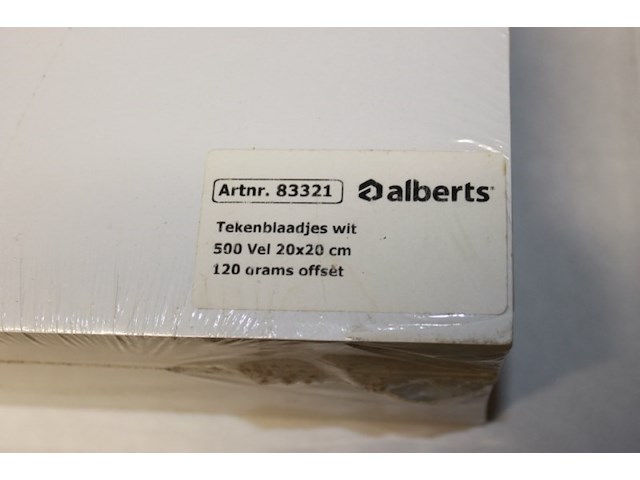 Artnr. 83321
alberts
Tekenblaadjes wit
500 Vel 20x20 cm
120 grams offset